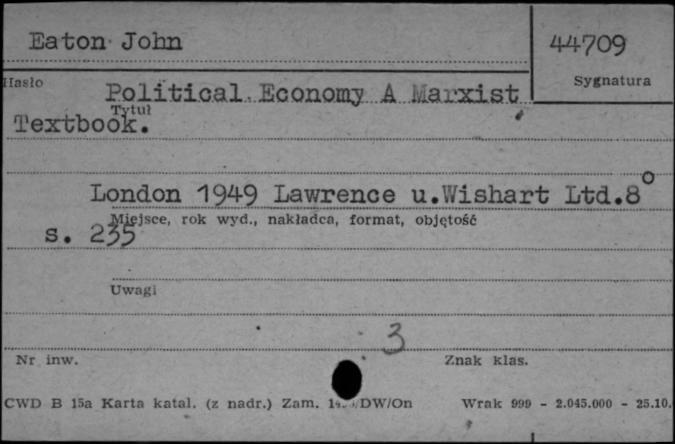 Eaton John
44709
Hasło
Sygnatura
Political Economy A Marxist
Tytuł
Textbook.
London 1949 Lawrence u.Wishart Ltd.8°
Miejsce, rok wyd., nakładca, format, objętość
s. 235
Uwagi
3
Nr inw.
Znak klas.
CWD B 15a Karta katal. (z nadr.) Zam. /DW/On
Wrak 999 - 2.045.000 - 25.10.